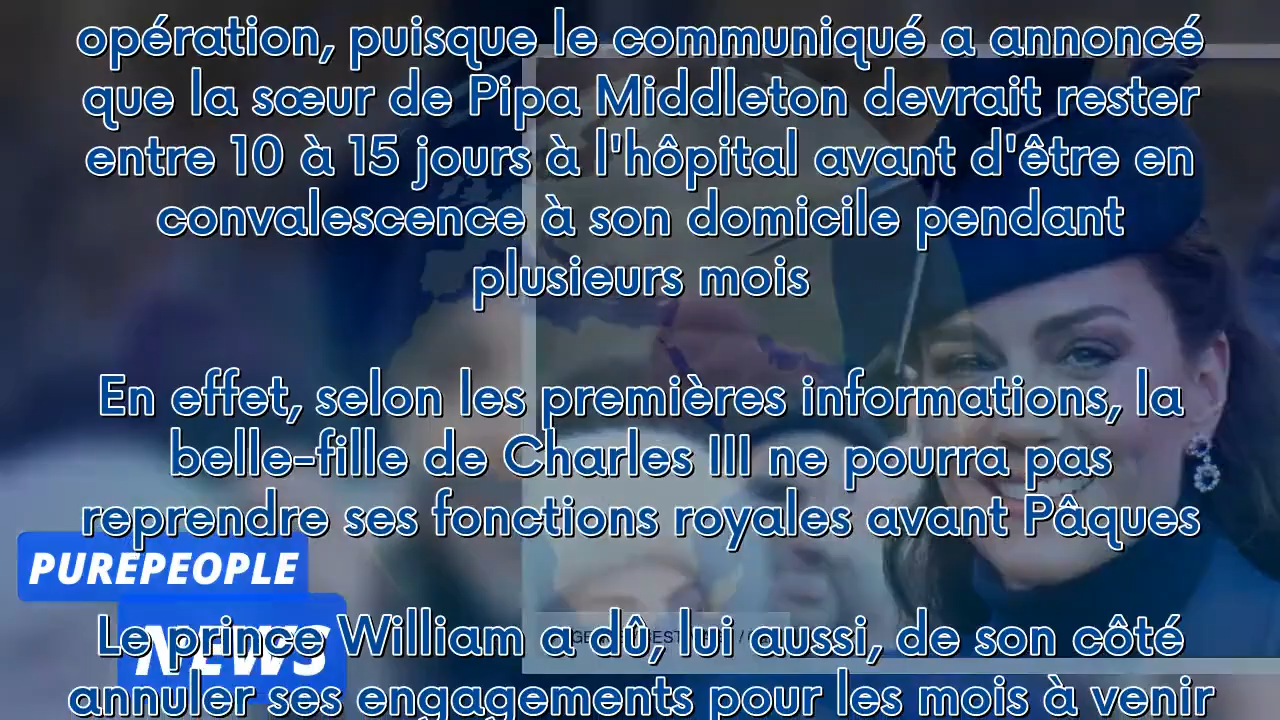 opération, puisque le communiqué a annoncé
que la sœur de Pipa Middleton devrait rester
entre 10 à 15 jours à l'hôpital avant d'être en
convalescence à son domicile pendant
plusieurs mois
En effet, selon les premières informations, la
belle-fille de Charles III ne pourra pas
reprendre ses fonctions royales avant Pâques
PUREPEOPLE
NEWS
Le prince William a dû, lui aussi, de son côté
annuler ses engagements pour les mois à venir